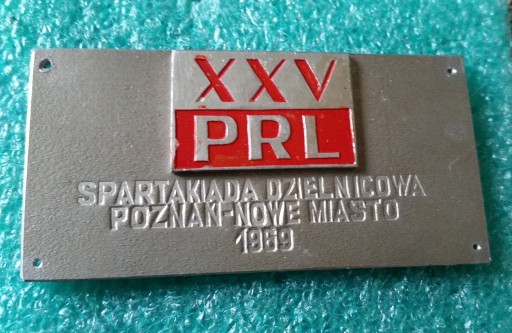 XXV
PRL
SPARTAKIADA DZIELNICOWA
POZNAŃ-NOWE MIASTO
1969